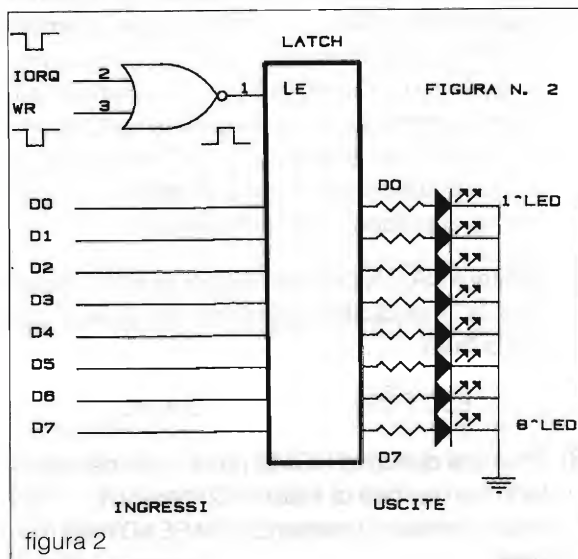 LATCH
IORQ 2
WR 3
1 LE
FIGURA N. 2
D0 D0 1^LED
D1
D2
D3
D4
D5
D6
D7 8^LED
D7
INGRESSI USCITE
figura 2